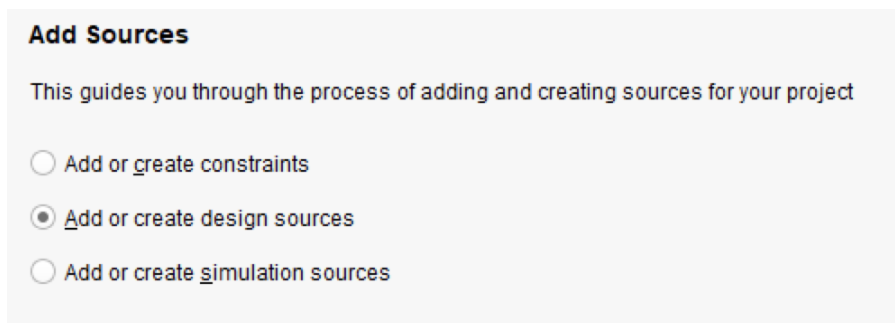 Add Sources
This guides you through the process of adding and creating sources for your project
Add or create constraints
Add or create design sources
Add or create simulation sources